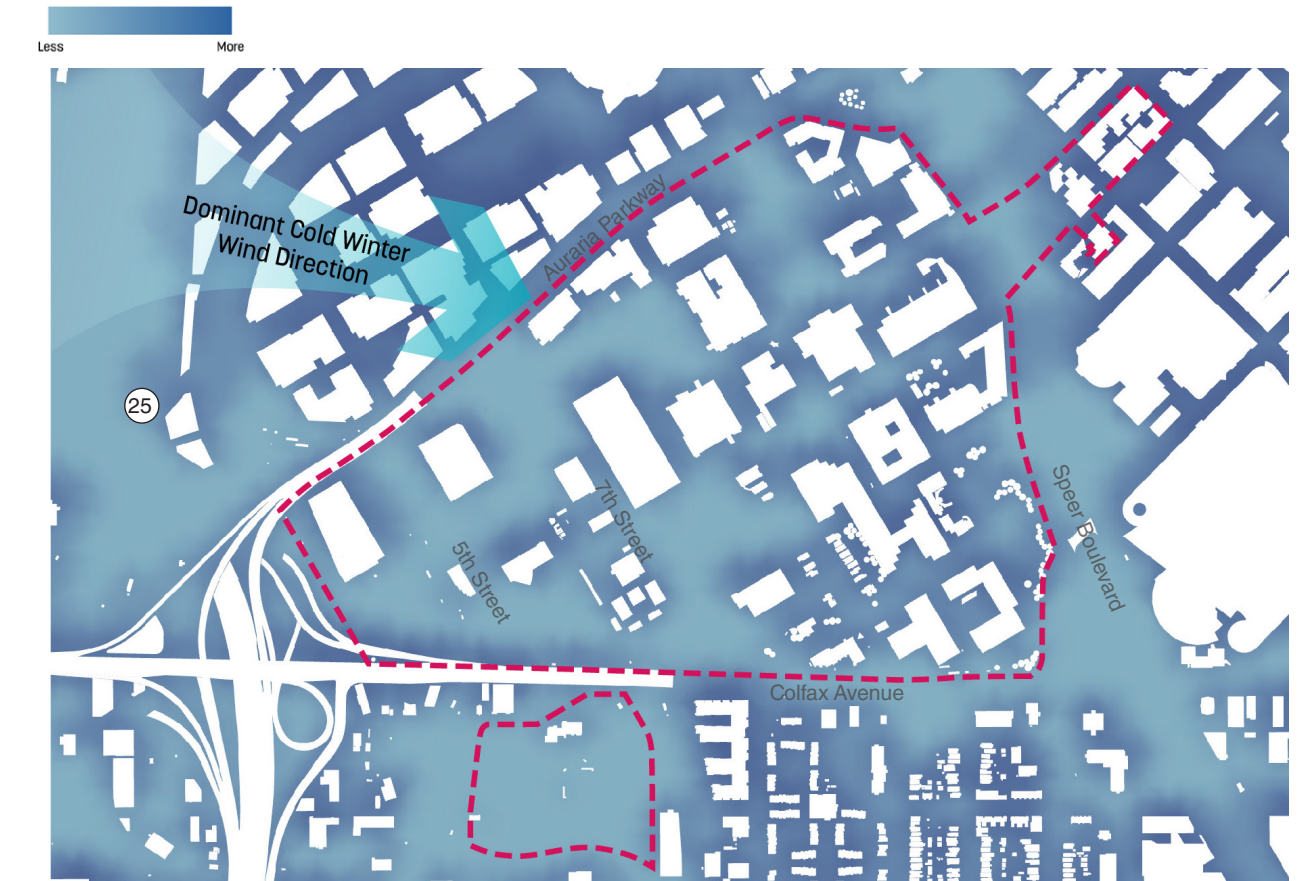 Less
More
Dominant Cold Winter
Wind Direction
Auraria Parkway
25
7th Street
5th Street
Speer Boulevard
Colfax Avenue